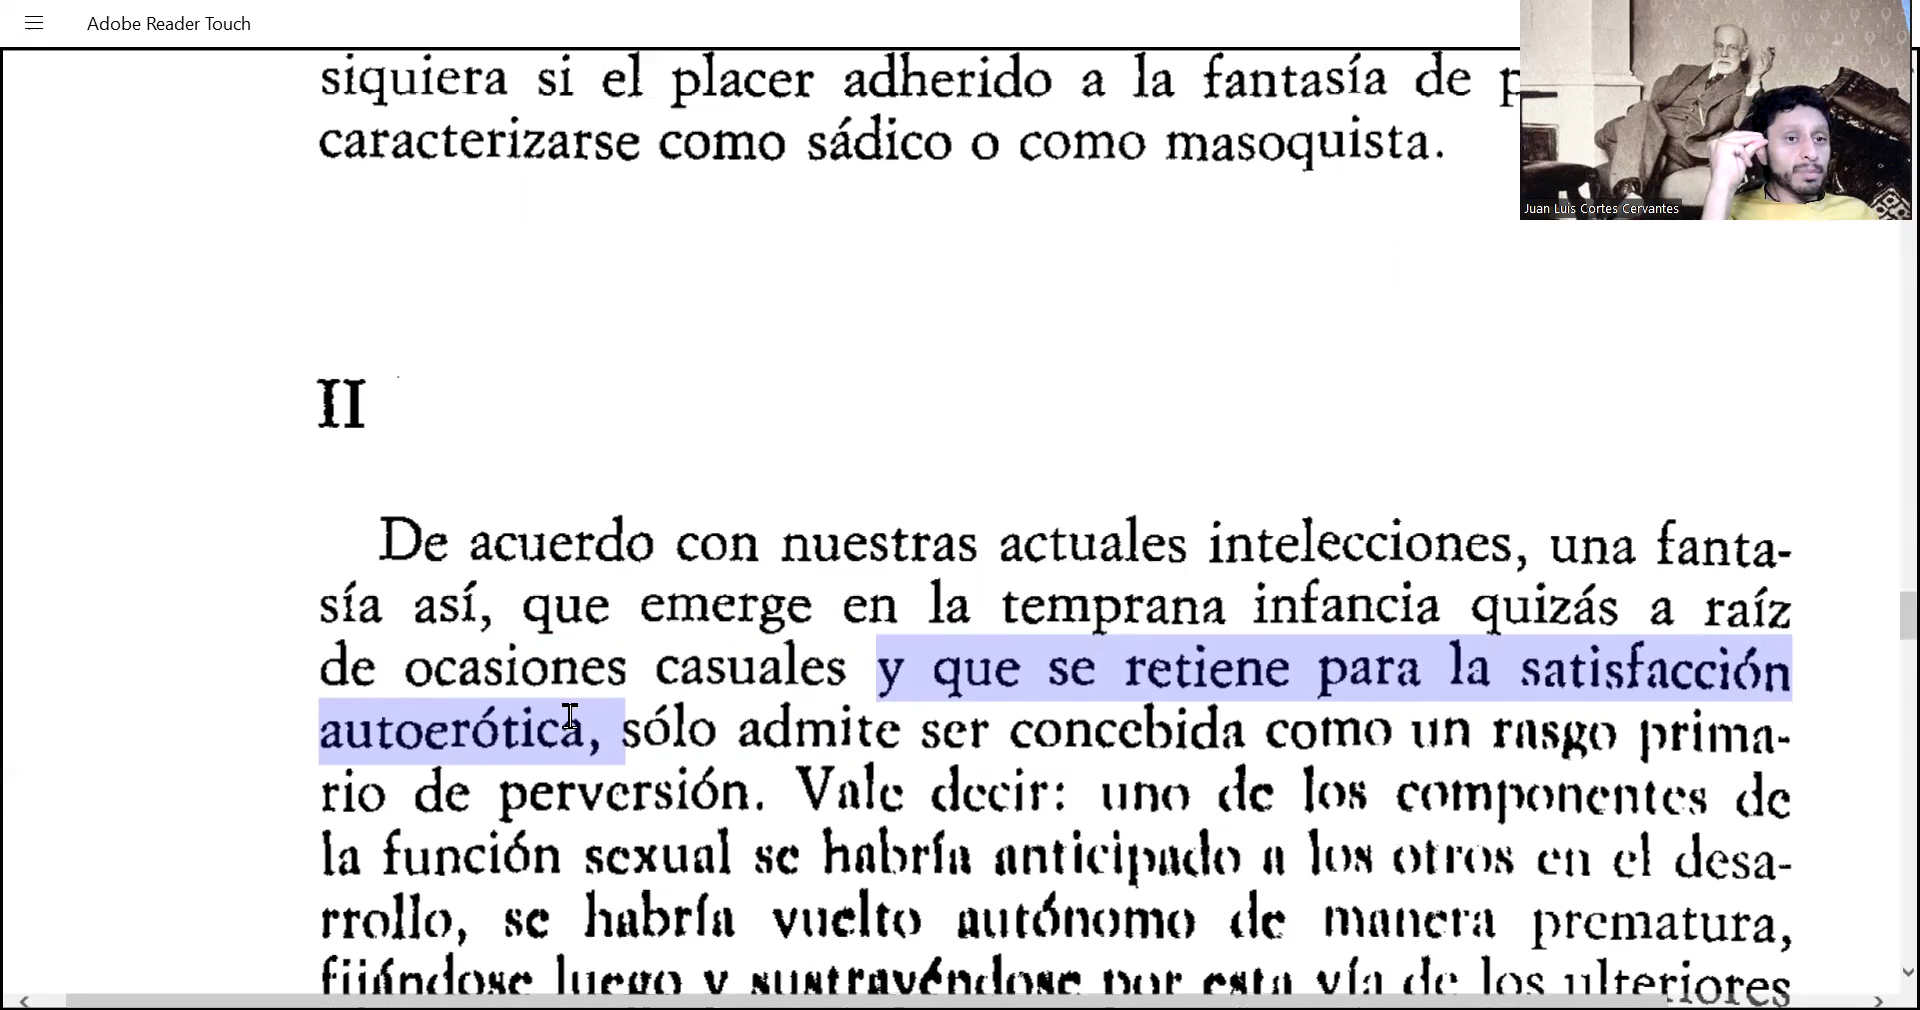 Adobe Reader Touch
siquiera si el placer adherido a la fantasía de
caracterizarse como sádico o como masoquista.
Juan Luis Cortes Cervantes
II
De acuerdo con nuestras actuales intelecciones, una fanta-
sía así, que emerge en la temprana infancia quizás a raíz
de ocasiones casuales y que se retiene para la satisfacción
autoerótica, sólo admite ser concebida como un rasgo prima-
rio de perversión. Vale decir: uno de los componentes de
la función sexual se habría anticipado a los otros en el desa-
rrollo, se habría vuelto autónomo de manera prematura,
fijándose luego y sustrayéndose por esta vía de los ulteriores